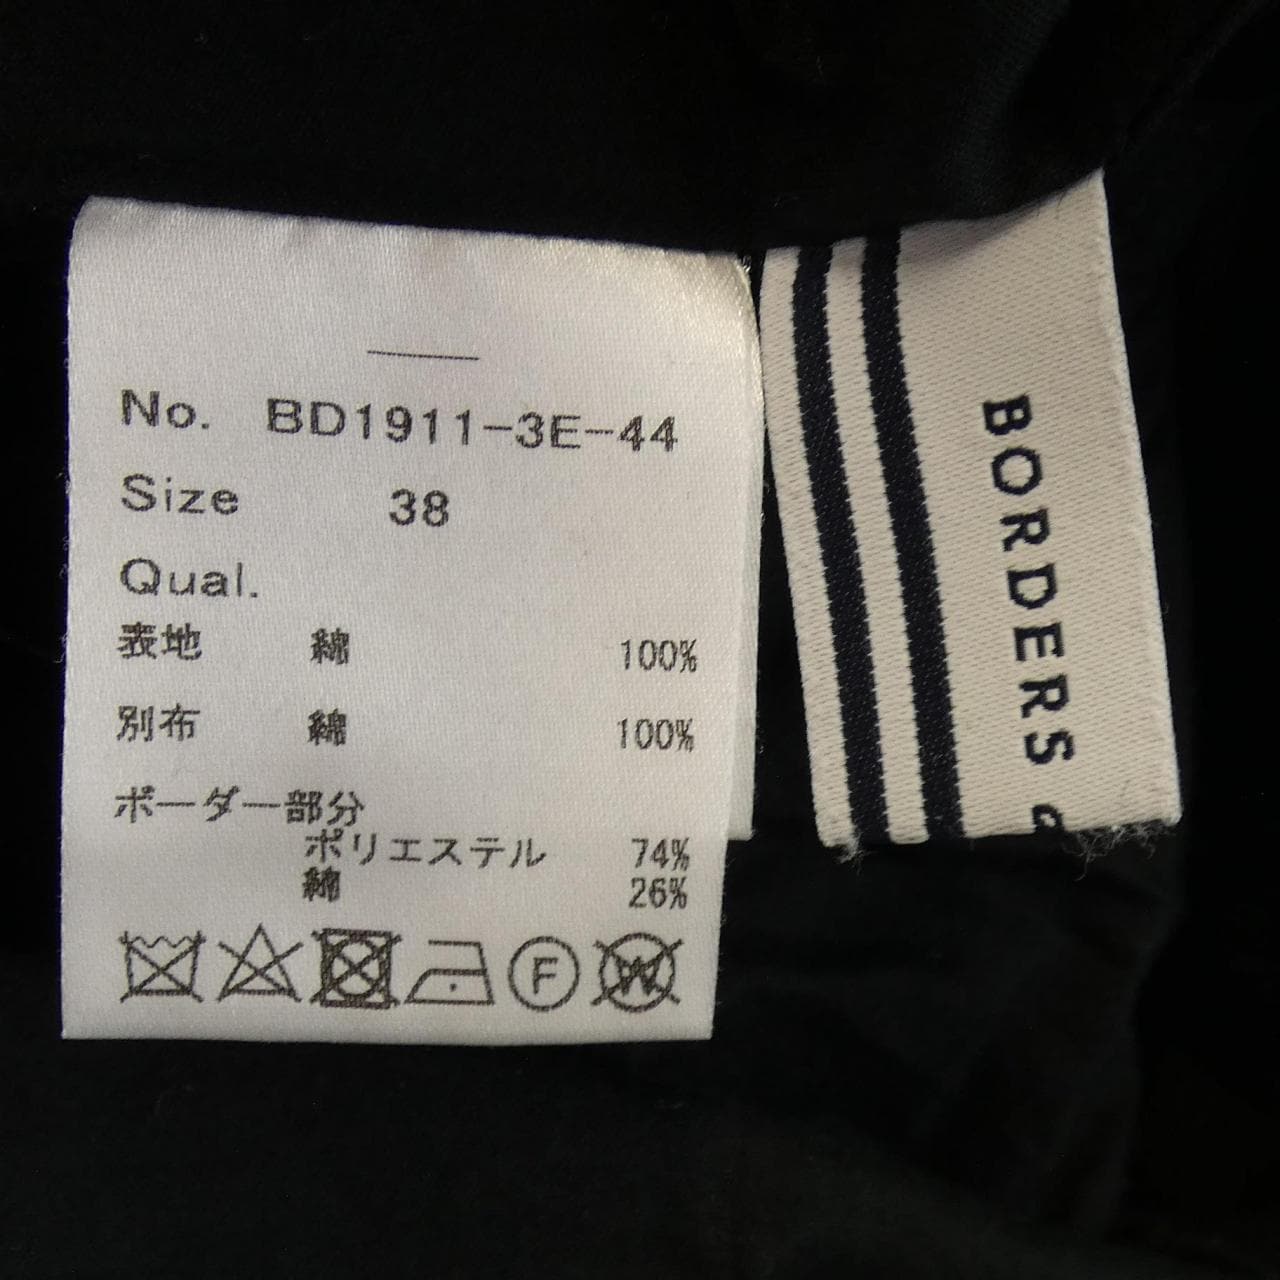 No. BD1911-3E-44
Size 38
Qual.
表地 綿 100%
別布 綿 100%
ボーダー部分
ポリエステル 74%
綿 26%
F
W
BORDERS